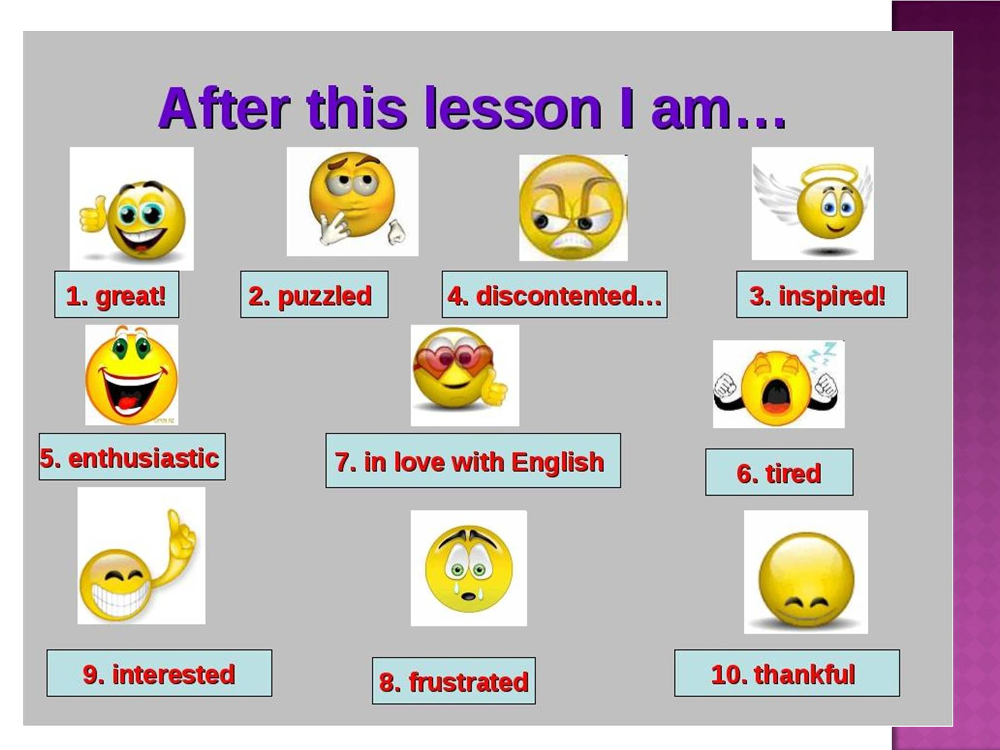 After this lesson I am…
1. great!
2. puzzled
4. discontented…
3. inspired!
5. enthusiastic
7. in love with English
6. tired
9. interested
8. frustrated
10. thankful